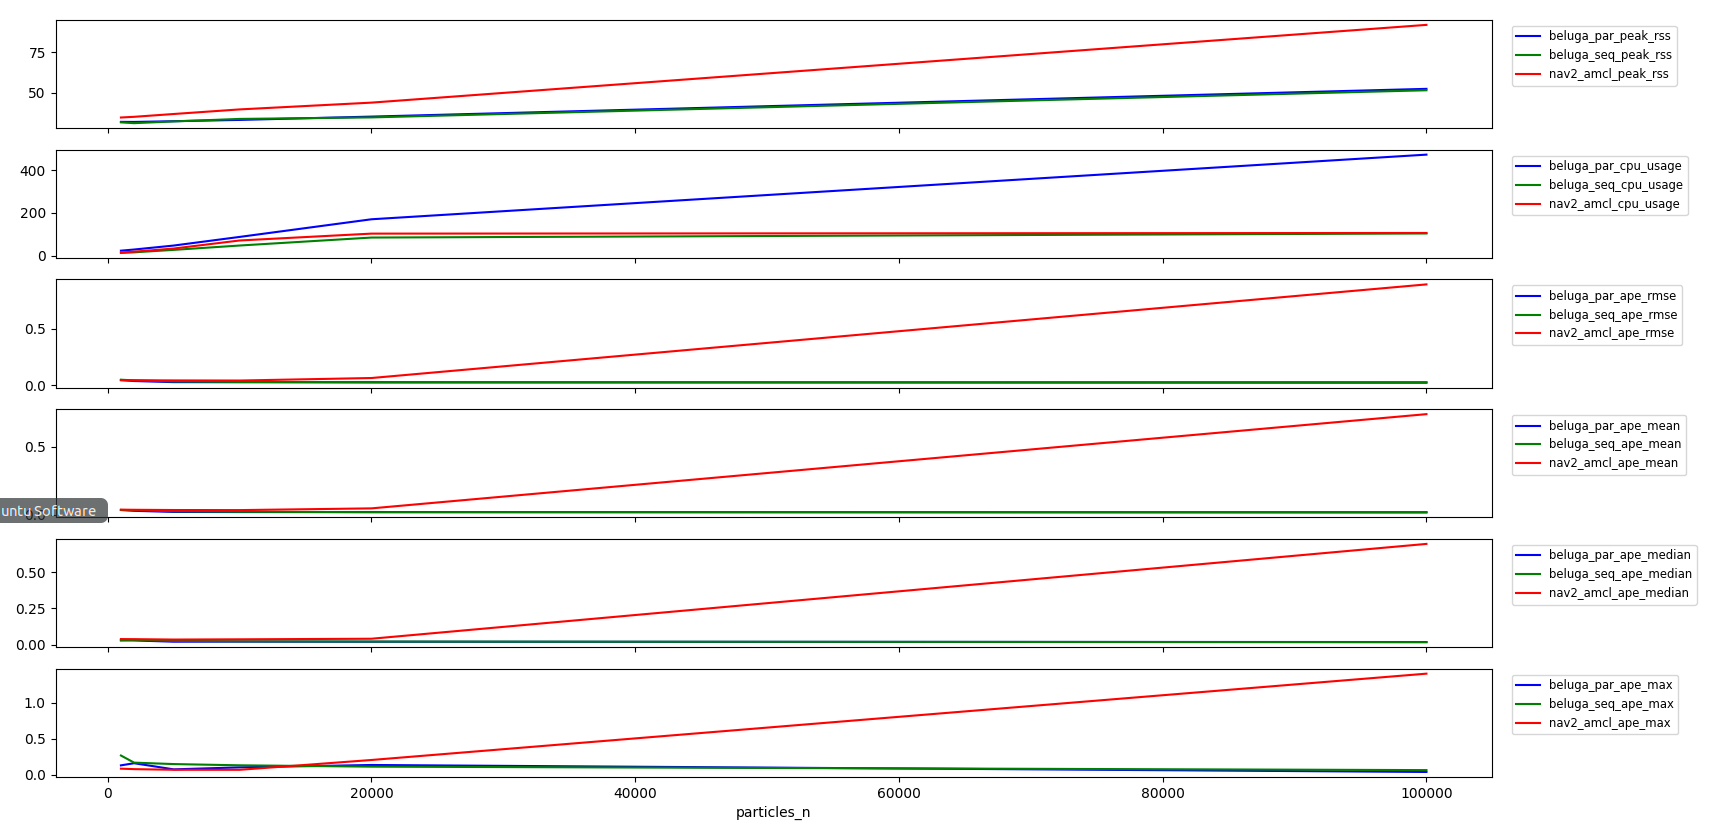 75
50
beluga_par_peak_rss
beluga_seq_peak_rss
nav2_amcl_peak_rss
400
200
0
beluga_par_cpu_usage
beluga_seq_cpu_usage
nav2_amcl_cpu_usage
0.5
0.0
beluga_par_ape_rmse
beluga_seq_ape_rmse
nav2_amcl_ape_rmse
0.5
beluga_par_ape_mean
beluga_seq_ape_mean
nav2_amcl_ape_mean
untu Software
0.50
0.25
0.00
beluga_par_ape_median
beluga_seq_ape_median
nav2_amcl_ape_median
1.0
0.5
0.0
beluga_par_ape_max
beluga_seq_ape_max
nav2_amcl_ape_max
0 20000 40000 60000 80000 100000
particles_n